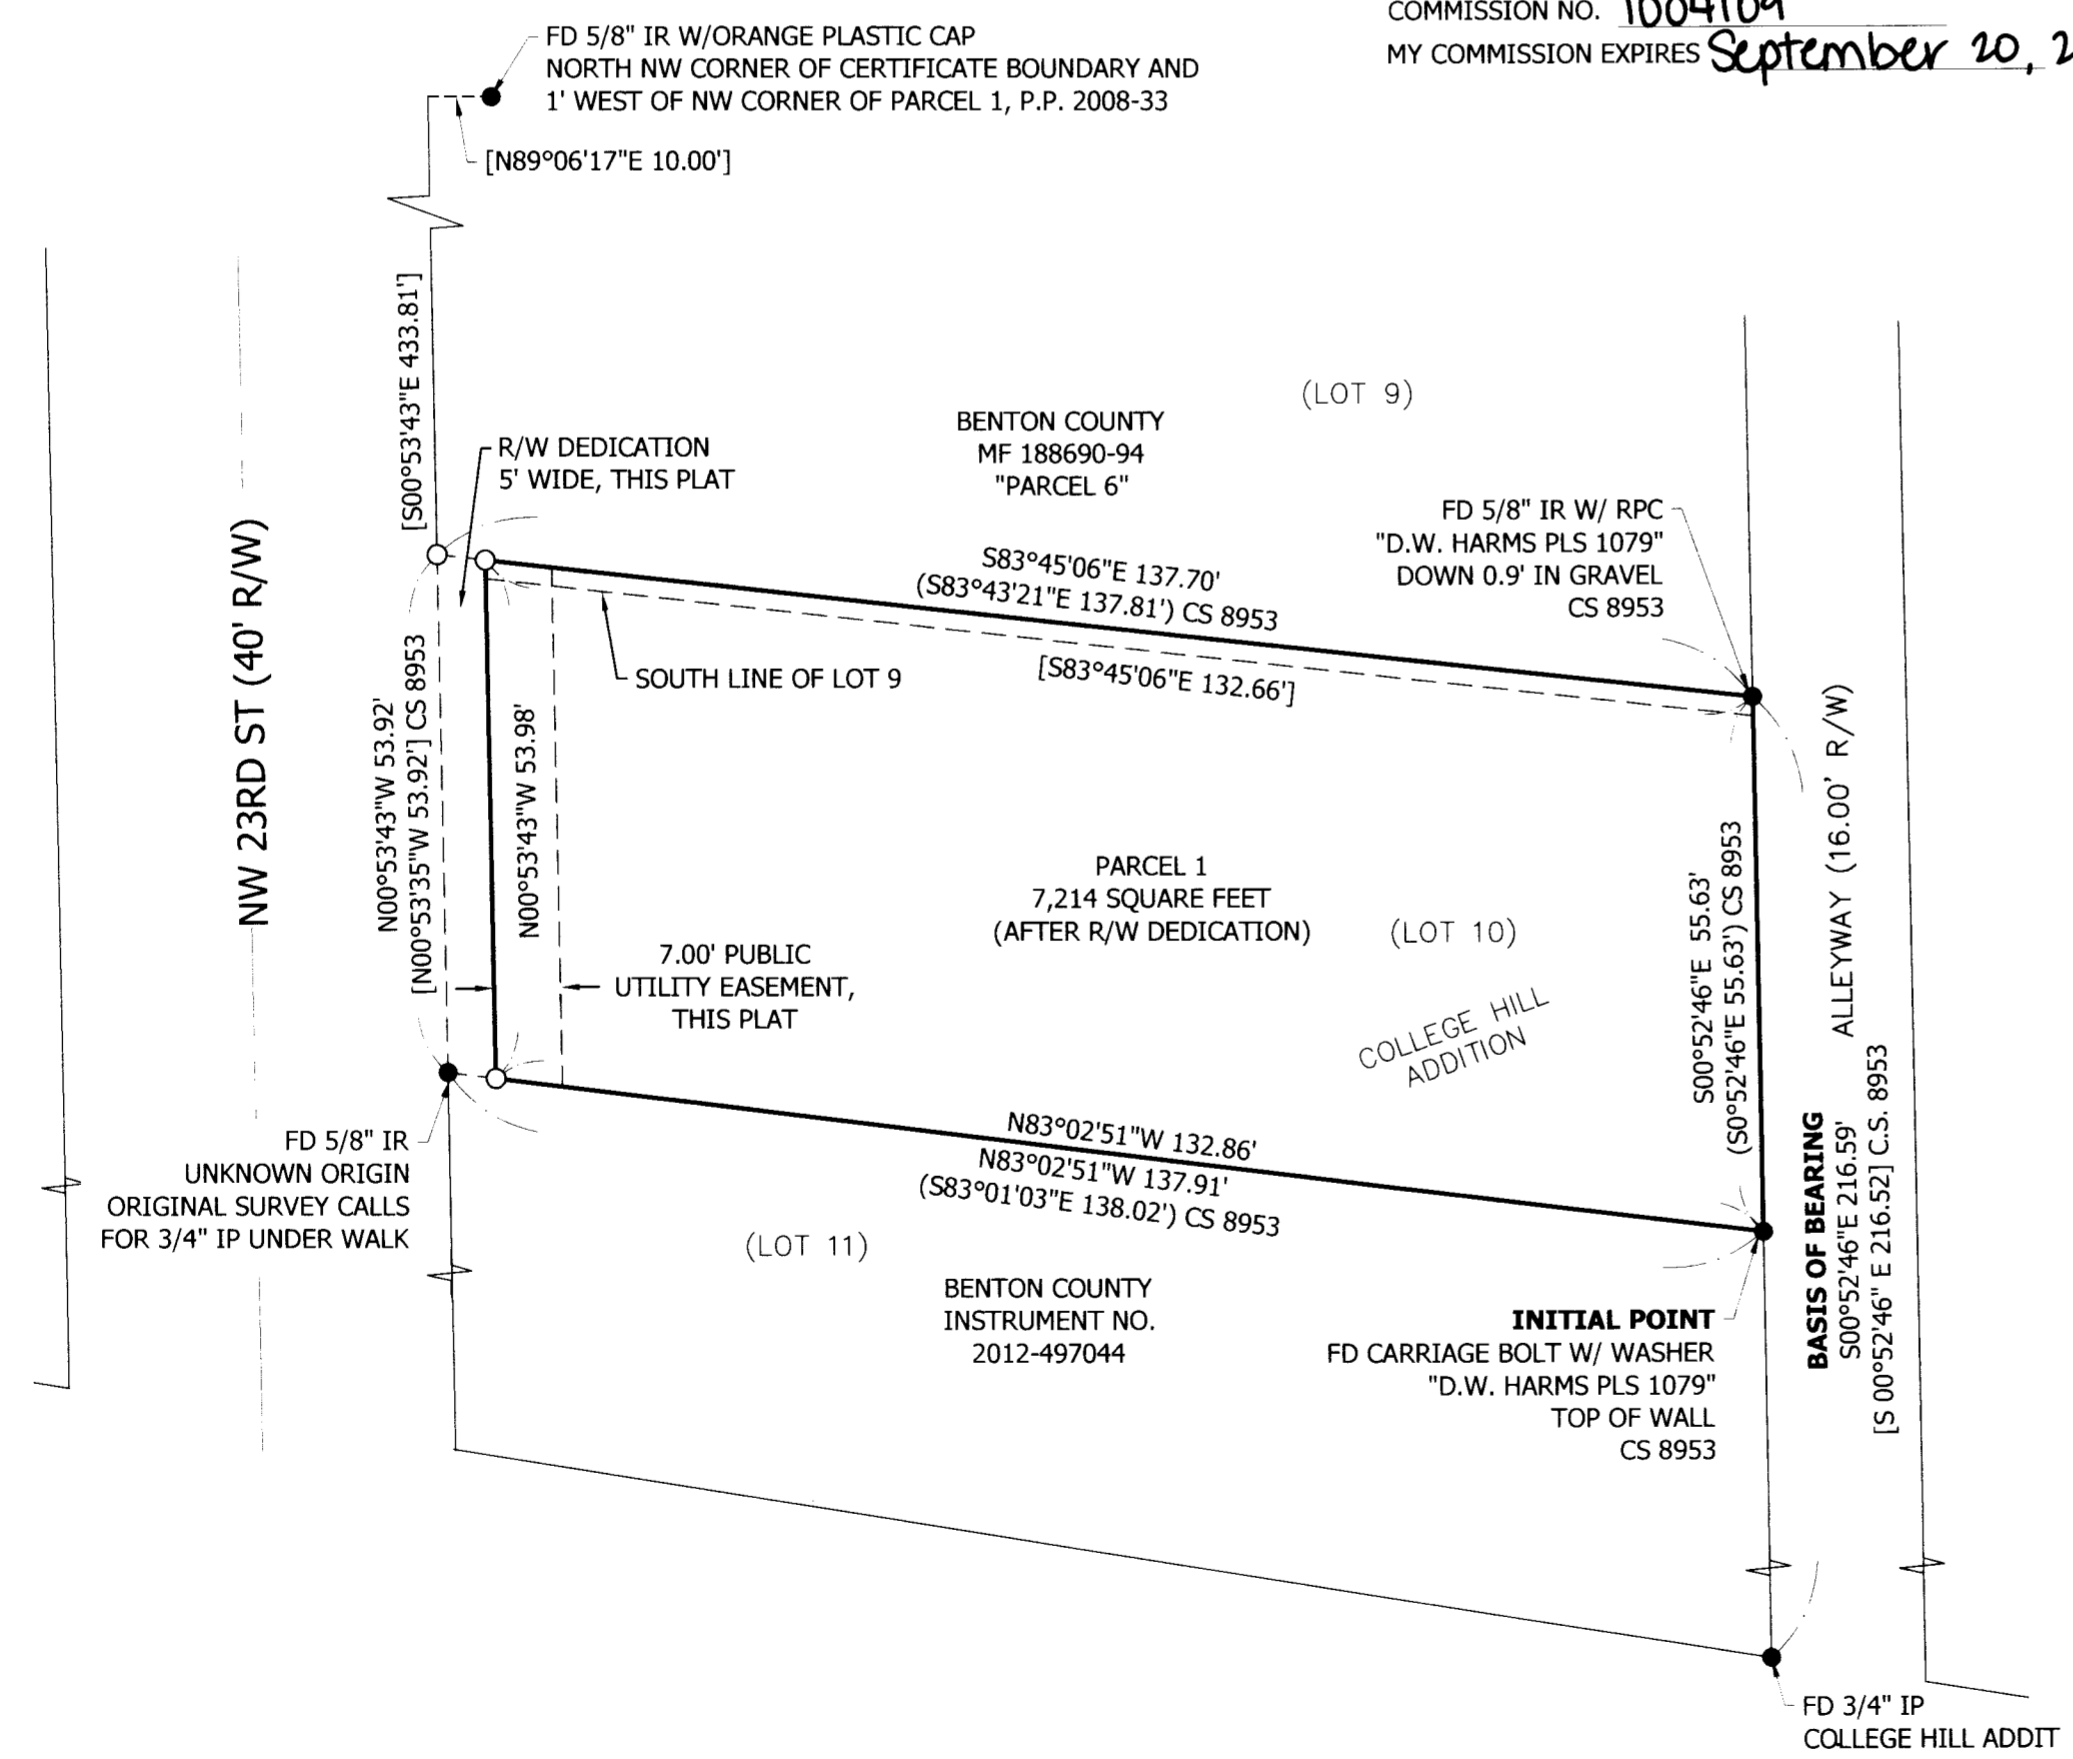 COMMISSION NO. 1004109
MY COMMISSION EXPIRES September 20, 2
FD 5/8" IR W/ORANGE PLASTIC CAP
NORTH NW CORNER OF CERTIFICATE BOUNDARY AND
1' WEST OF NW CORNER OF PARCEL 1, P.P. 2008-33
[N89°06'17"E 10.00']
[S00°53'43"E 433.81']
(LOT 9)
BENTON COUNTY
MF 188690-94
"PARCEL 6"
R/W DEDICATION
5' WIDE, THIS PLAT
FD 5/8" IR W/ RPC
"D.W. HARMS PLS 1079"
DOWN 0.9' IN GRAVEL
CS 8953
S83°45'06"E 137.70'
(S83°43'21"E 137.81') CS 8953
[S83°45'06"E 132.66']
SOUTH LINE OF LOT 9
NW 23RD ST (40' R/W)
N00°53'43"W 53.92'
[N00°53'35"W 53.92'] CS 8953
N00°53'43"W 53.98'
PARCEL 1
7,214 SQUARE FEET
(AFTER R/W DEDICATION)
(LOT 10)
7.00' PUBLIC
UTILITY EASEMENT,
THIS PLAT
COLLEGE HILL
ADDITION
S00°52'46"E 55.63'
(S0°52'46"E 55.63') CS 8953
ALLEYWAY (16.00' R/W)
BASIS OF BEARING
S00°52'46"E 216.59'
[S 00°52'46" E 216.52] C.S. 8953
N83°02'51"W 132.86'
N83°02'51"W 137.91'
(S83°01'03"E 138.02') CS 8953
FD 5/8" IR
UNKNOWN ORIGIN
ORIGINAL SURVEY CALLS
FOR 3/4" IP UNDER WALK
(LOT 11)
BENTON COUNTY
INSTRUMENT NO.
2012-497044
INITIAL POINT
FD CARRIAGE BOLT W/ WASHER
"D.W. HARMS PLS 1079"
TOP OF WALL
CS 8953
FD 3/4" IP
COLLEGE HILL ADDIT